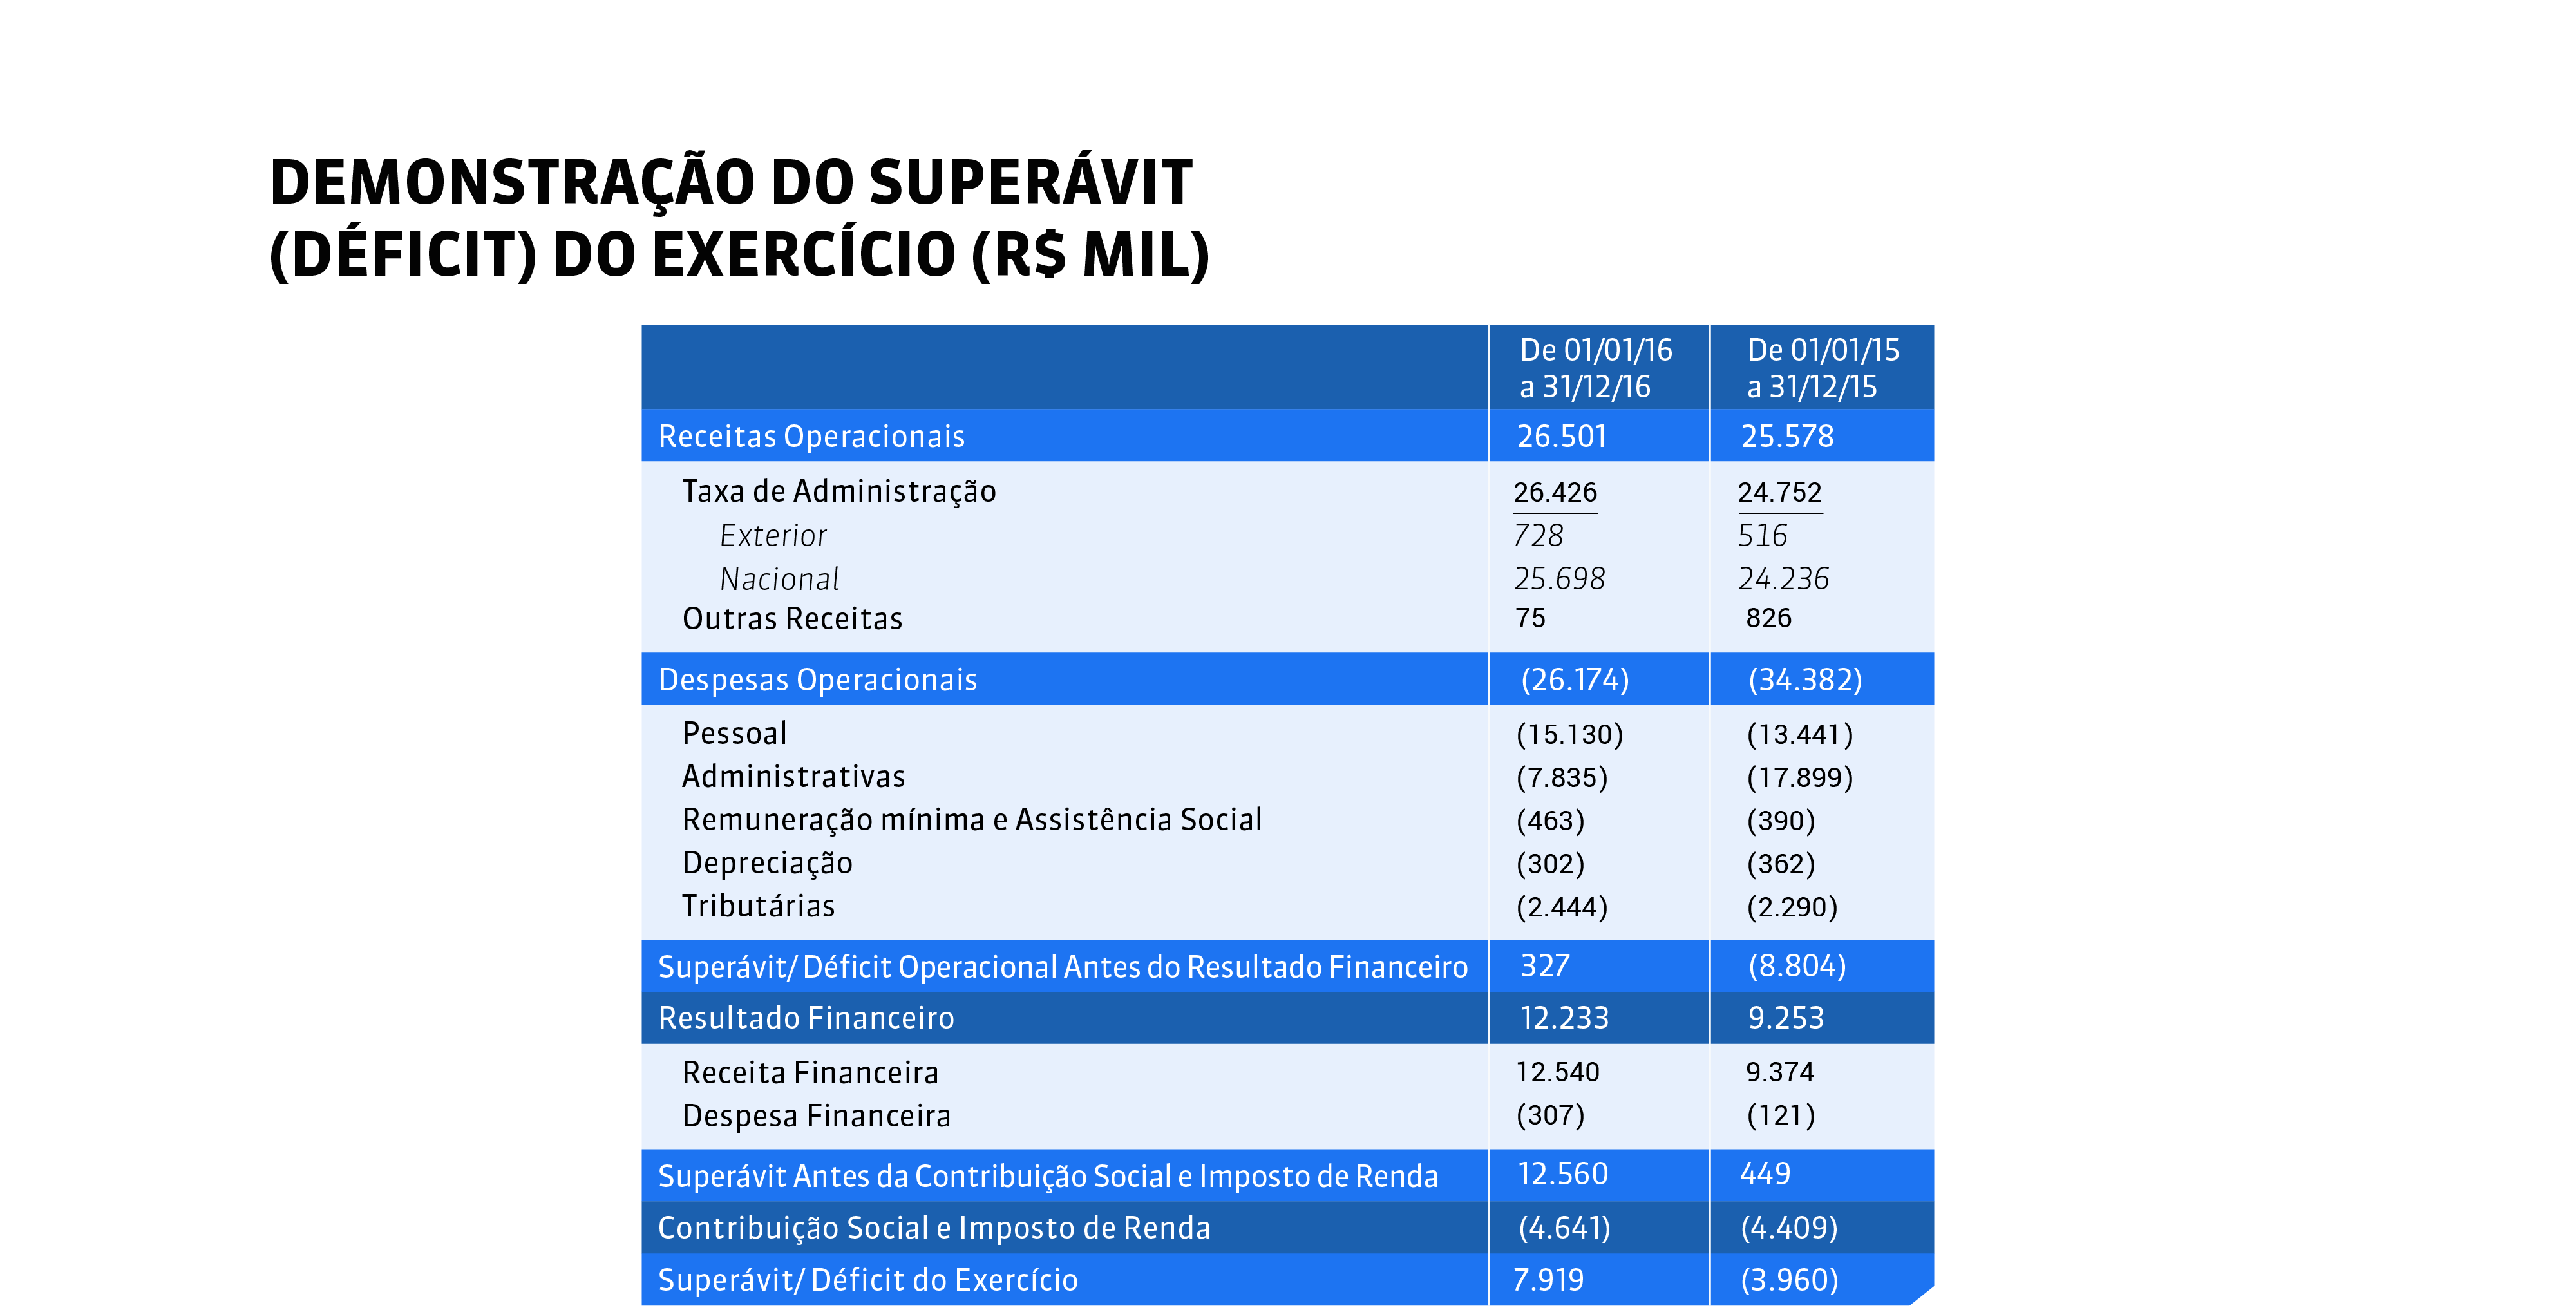 DEMONSTRAÇÃO DO SUPERÁVIT
(DÉFICIT) DO EXERCÍCIO (R$ MIL)
De 01/01/16 De 01/01/15
a 31/12/16 a 31/12/15
Receitas Operacionais 26.501 25.578
Taxa de Administração 26.426 24.752
Exterior 728 516
Nacional 25.698 24.236
Outras Receitas 75 826
Despesas Operacionais (26.174) (34.382)
Pessoal (15.130) (13.441)
Administrativas (7.835) (17.899)
Remuneração mínima e Assistência Social (463) (390)
Depreciação (302) (362)
Tributárias (2.444) (2.290)
Superávit/ Déficit Operacional Antes do Resultado Financeiro 327 (8.804)
Resultado Financeiro 12.233 9.253
Receita Financeira 12.540 9.374
Despesa Financeira (307) (121)
Superávit Antes da Contribuição Social e Imposto de Renda 12.560 449
Contribuição Social e Imposto de Renda (4.641) (4.409)
Superávit/ Déficit do Exercício 7.919 (3.960)